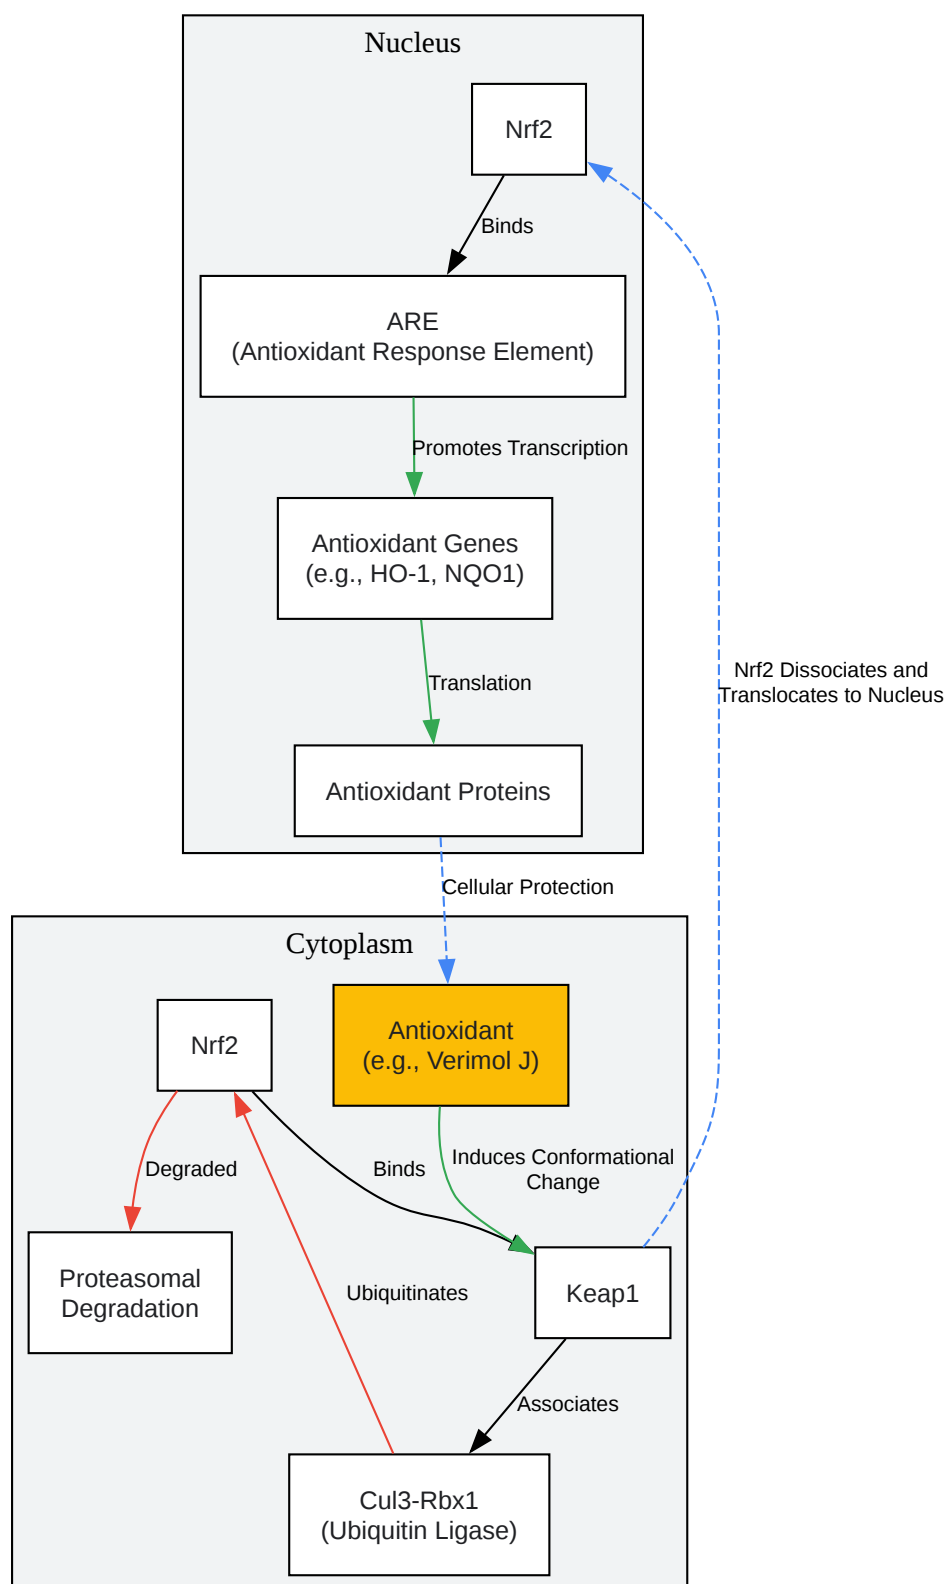 Nucleus
Nrf2
Binds
ARE
(Antioxidant Response Element)
Promotes Transcription
Antioxidant Genes
(e.g., HO-1, NQO1)
Nrf2 Dissociates and
Translocates to Nucleus
Translation
Antioxidant Proteins
Cellular Protection
Cytoplasm
Nrf2
Antioxidant
(e.g., Verimol J)
Degraded
Binds
Induces Conformational
Change
Proteasomal
Degradation
Ubiquitinates
Keap1
Associates
Cul3-Rbx1
(Ubiquitin Ligase)